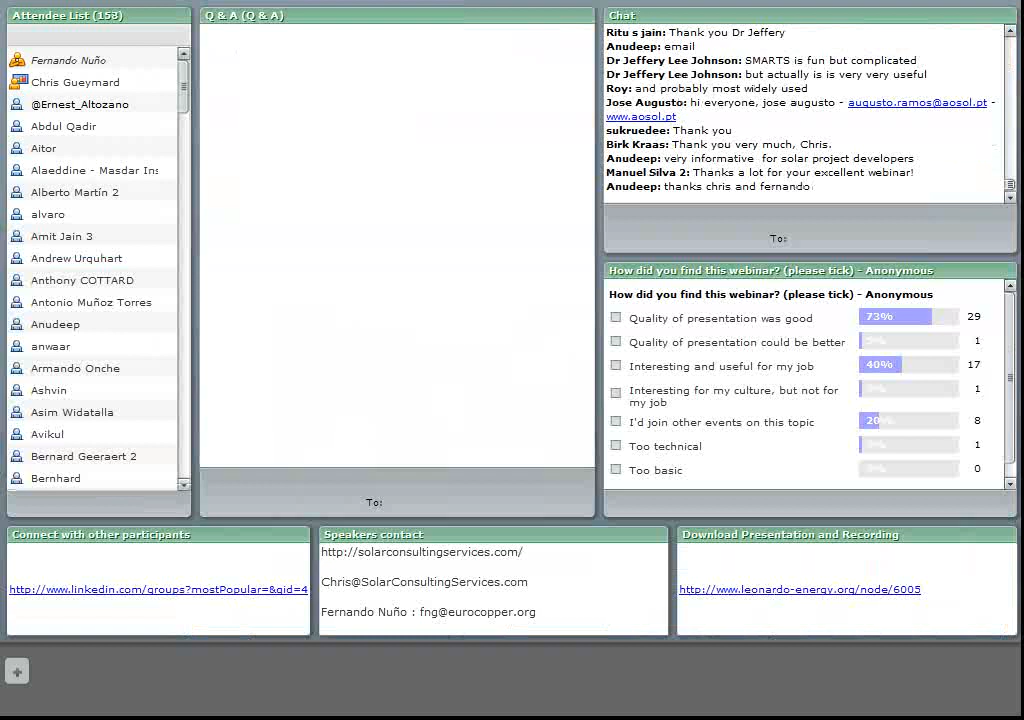 Attendee List (153)
Fernando Nuño
Chris Gueymard
@Ernest_Altozano
Abdul Qadir
Aitor
Alaeddine - Masdar Ins
Alberto Martín 2
alvaro
Amit Jain 3
Andrew Urquhart
Anthony COTTARD
Antonio Muñoz Torres
Anudeep
anwaar
Armando Onche
Ashvin
Asim Widatalla
Avikul
Bernard Geeraert 2
Bernhard
Q & A (Q & A)
To:
Chat
Ritu s jain: Thank you Dr Jeffery
Anudeep: email
Dr Jeffery Lee Johnson: SMARTS is fun but complicated
Dr Jeffery Lee Johnson: but actually is is very very useful
Roy: and probably most widely used
Jose Augusto: hi everyone, jose augusto - augusto.ramos@aosol.pt -
www.aosol.pt
sukruedee: Thank you
Birk Kraas: Thank you very much, Chris.
Anudeep: very informative for solar project developers
Manuel Silva 2: Thanks a lot for your excellent webinar!
Anudeep: thanks chris and fernando
To:
How did you find this webinar? (please tick) - Anonymous
How did you find this webinar? (please tick) - Anonymous
Quality of presentation was good 73% 29
Quality of presentation could be better 1
Interesting and useful for my job 40% 17
Interesting for my culture, but not for 1
my job
I'd join other events on this topic 20% 8
Too technical 1
Too basic 0
Connect with other participants
http://www.linkedin.com/groups?mostPopular=&gid=4
Speakers contact
http://solarconsultingservices.com/
Chris@SolarConsultingServices.com
Fernando Nuño : fng@eurocopper.org
Download Presentation and Recording
http://www.leonardo-energy.org/node/6005